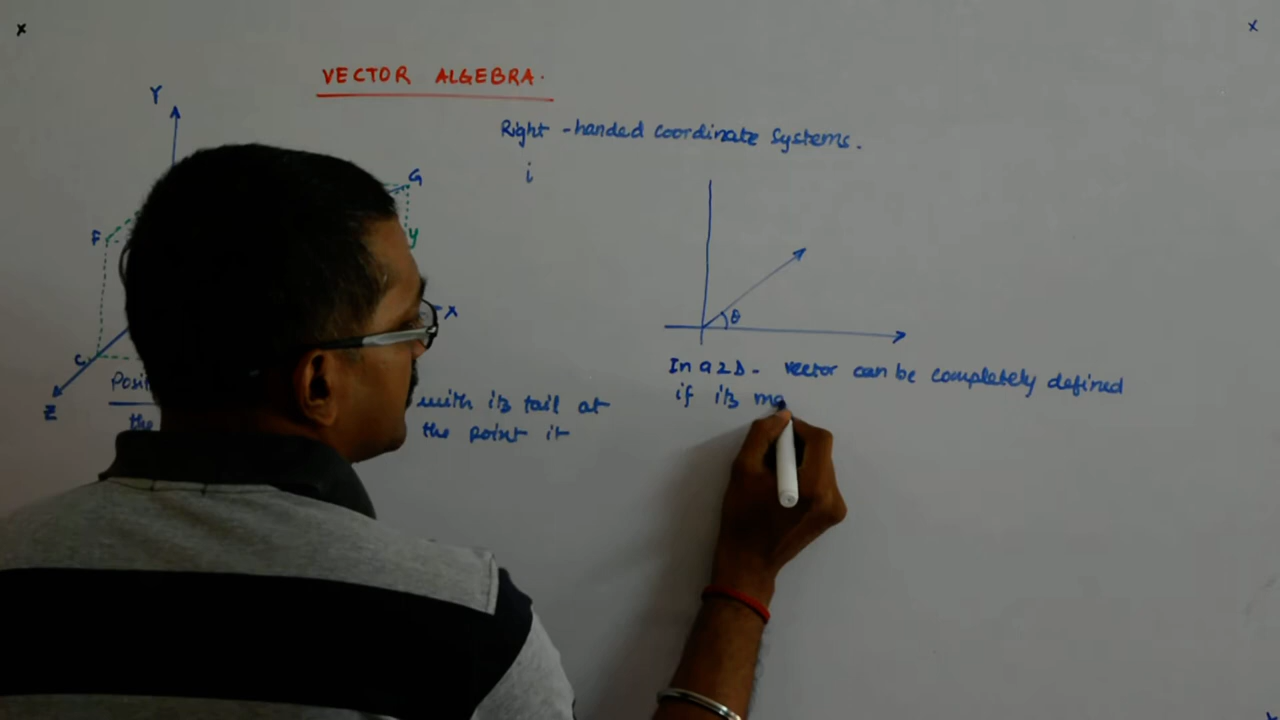 x
x
VECTOR ALGEBRA.
Y
Right-handed coordinate systems.
i
G
F
y
θ
X
C
Z
In a 2D - vector can be completely defined
if its ma
with its tail at
the
the point it